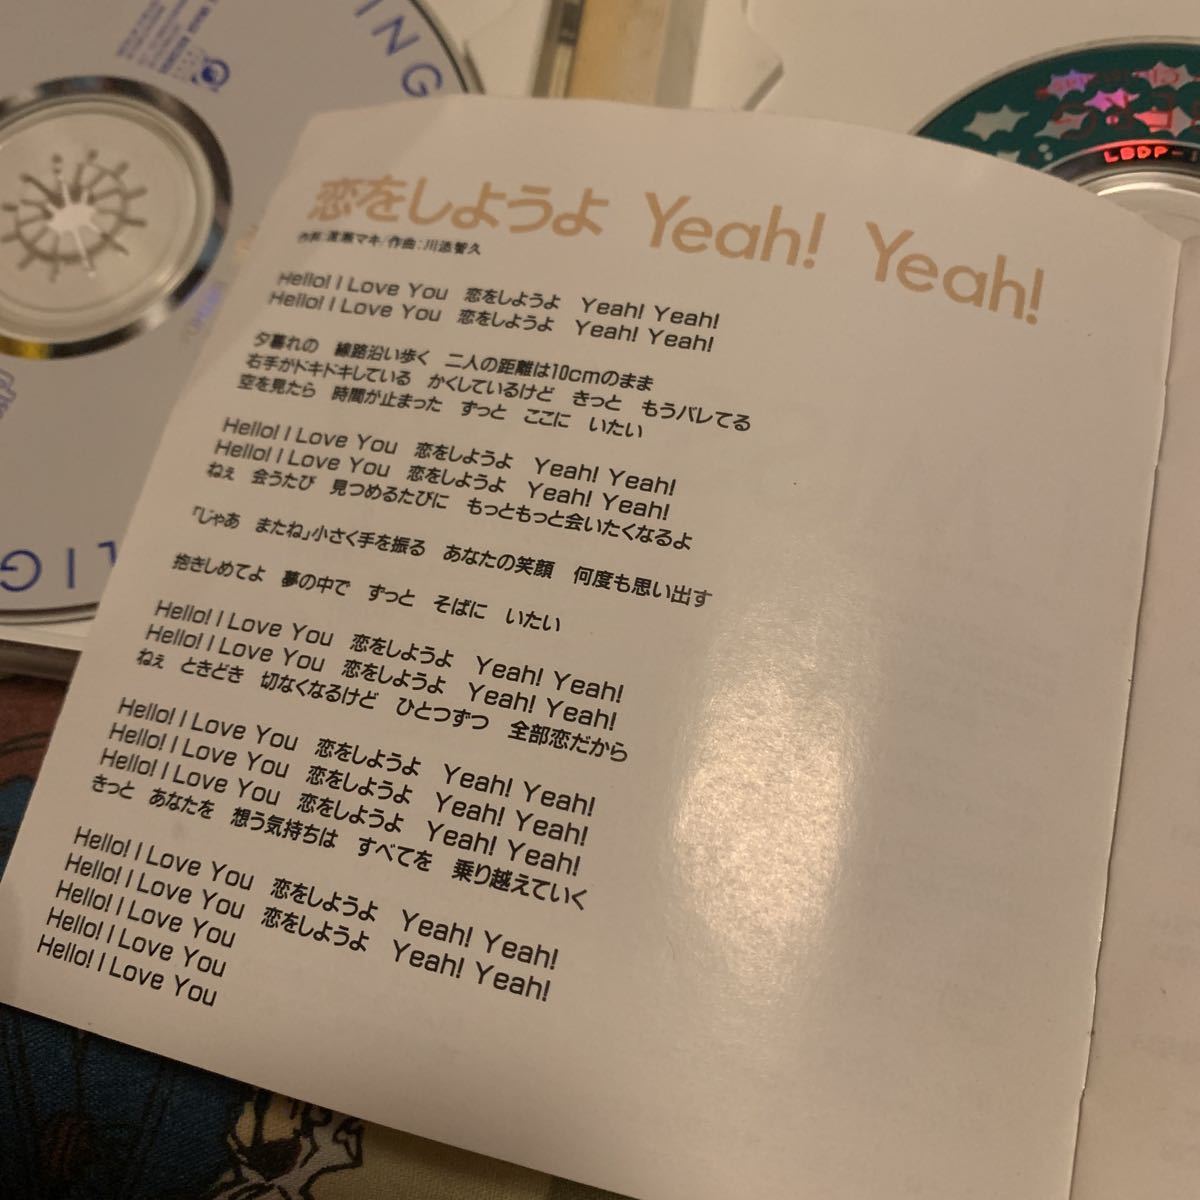 恋をしようよ Yeah! Yeah!
作詞:渡瀬マキ/作曲:川添智久
Hello! I Love You 恋をしようよ Yeah! Yeah!
Hello! I Love You 恋をしようよ Yeah! Yeah!
夕暮れの 線路沿い歩く 二人の距離は10cmのまま
右手がドキドキしている かくしているけど きっと もうバレてる
空を見たら 時間が止まった ずっと ここに いたい
Hello! I Love You 恋をしようよ Yeah! Yeah!
Hello! I Love You 恋をしようよ Yeah! Yeah!
ねぇ 会うたび 見つめるたびに もっともっと会いたくなるよ
「じゃあ またね」小さく手を振る あなたの笑顔 何度も思い出す
抱きしめてよ 夢の中で ずっと そばに いたい
Hello! I Love You 恋をしようよ Yeah! Yeah!
Hello! I Love You 恋をしようよ Yeah! Yeah!
ねぇ ときどき 切なくなるけど ひとつずつ 全部恋だから
Hello! I Love You 恋をしようよ Yeah! Yeah!
Hello! I Love You 恋をしようよ Yeah! Yeah!
Hello! I Love You 恋をしようよ Yeah! Yeah!
きっと あなたを 想う気持ちは すべてを 乗り越えていく
Hello! I Love You 恋をしようよ Yeah! Yeah!
Hello! I Love You 恋をしようよ Yeah! Yeah!
Hello! I Love You
Hello! I Love You
Hello! I Love You
ING
LIG
LBDP-1